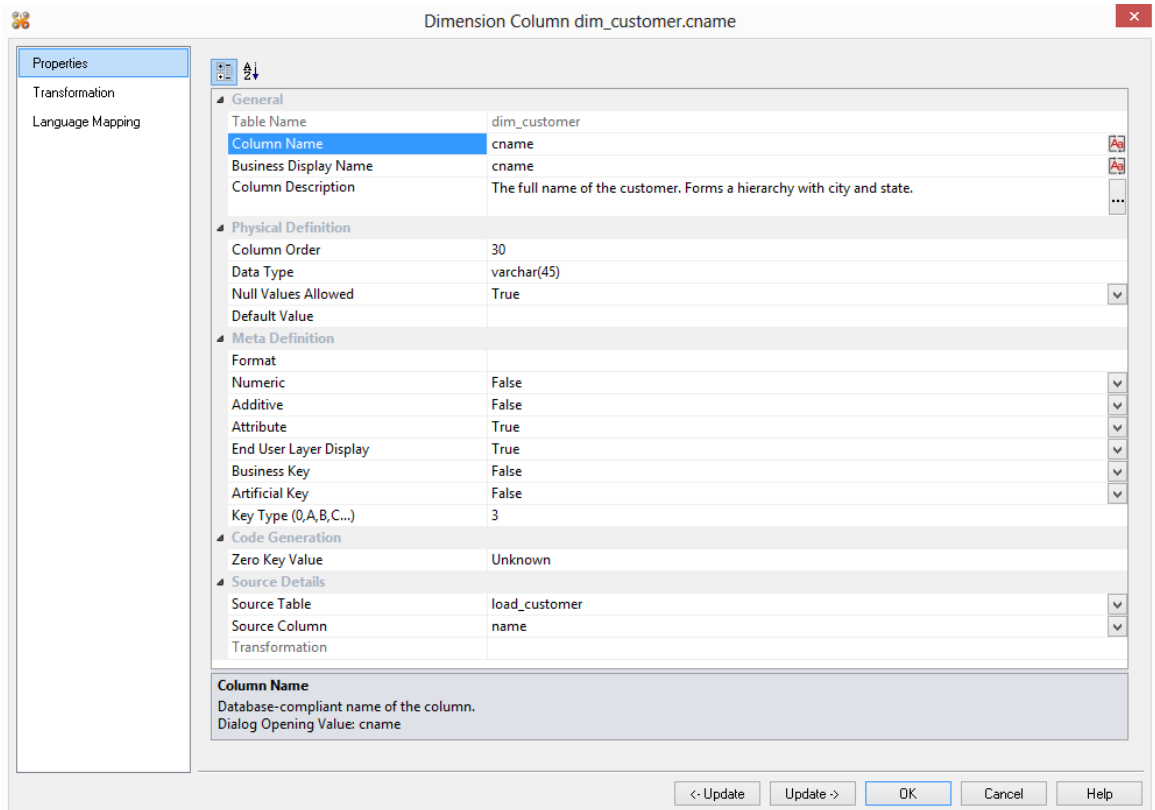 Dimension Column dim_customer.cname
Properties
Transformation
Language Mapping
General
Table Name dim_customer
Column Name cname
Business Display Name cname
Column Description The full name of the customer. Forms a hierarchy with city and state.
...
Physical Definition
Column Order 30
Data Type varchar(45)
Null Values Allowed True
Default Value
Meta Definition
Format
Numeric False
Additive False
Attribute True
End User Layer Display True
Business Key False
Artificial Key False
Key Type (0,A,B,C...) 3
Code Generation
Zero Key Value Unknown
Source Details
Source Table load_customer
Source Column name
Transformation
Column Name
Database-compliant name of the column.
Dialog Opening Value: cname
<- Update Update -> OK Cancel Help